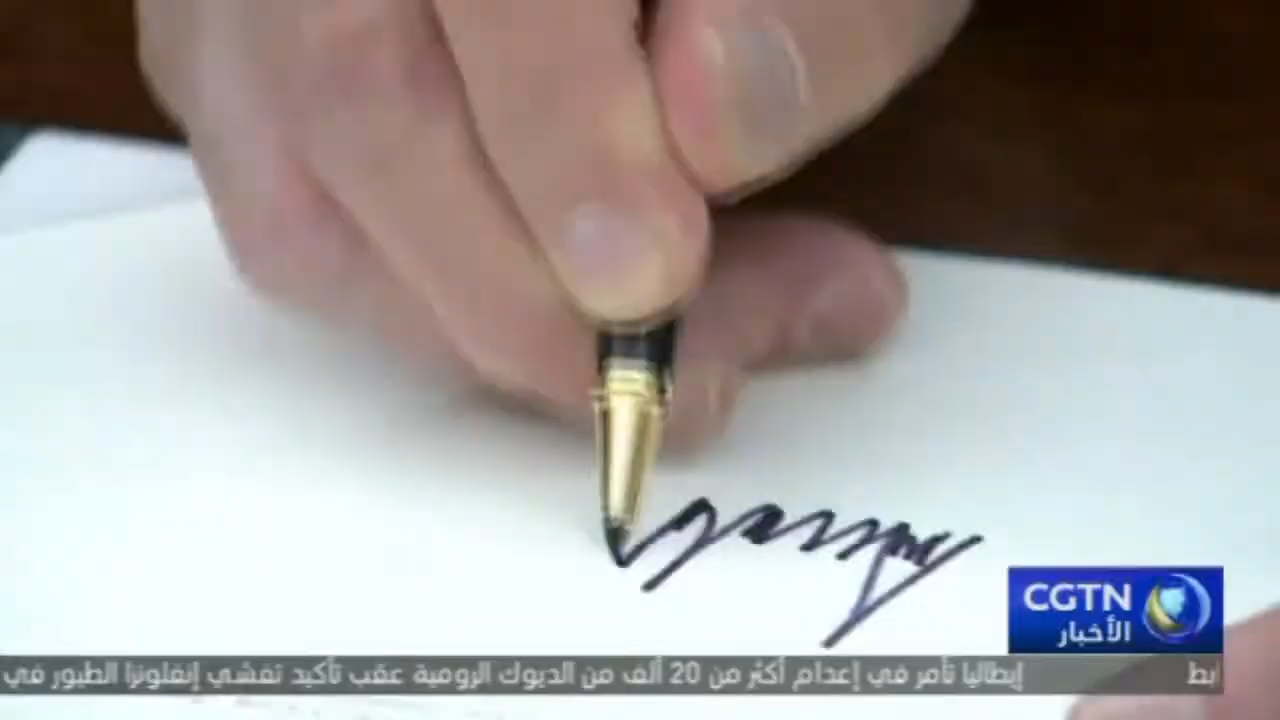 CGTN
الأخبار
إيطاليا تأمر في إعدام أكثر من 20 ألف من الديوك الرومية عقب تأكيد تفشي إنفلونزا الطيور في